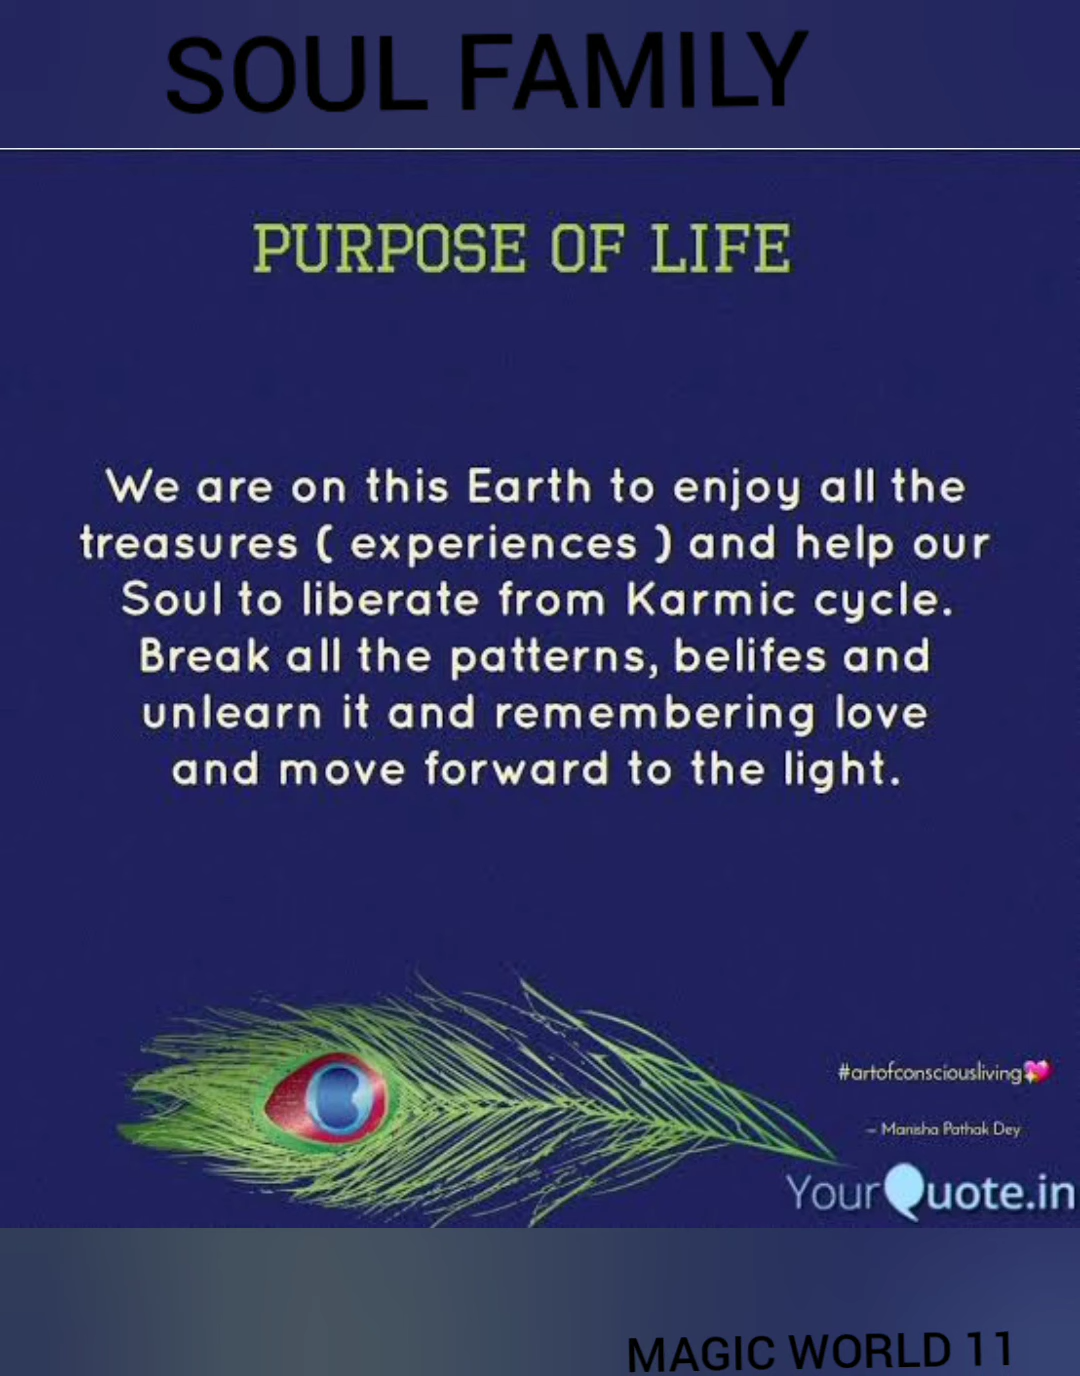 SOUL FAMILY
PURPOSE OF LIFE
We are on this Earth to enjoy all the
treasures ( experiences ) and help our
Soul to liberate from Karmic cycle.
Break all the patterns, belifes and
unlearn it and remembering love
and move forward to the light.
#artofconsciousliving💖
– Manisha Pathak Dey
YourQuote.in
MAGIC WORLD 11